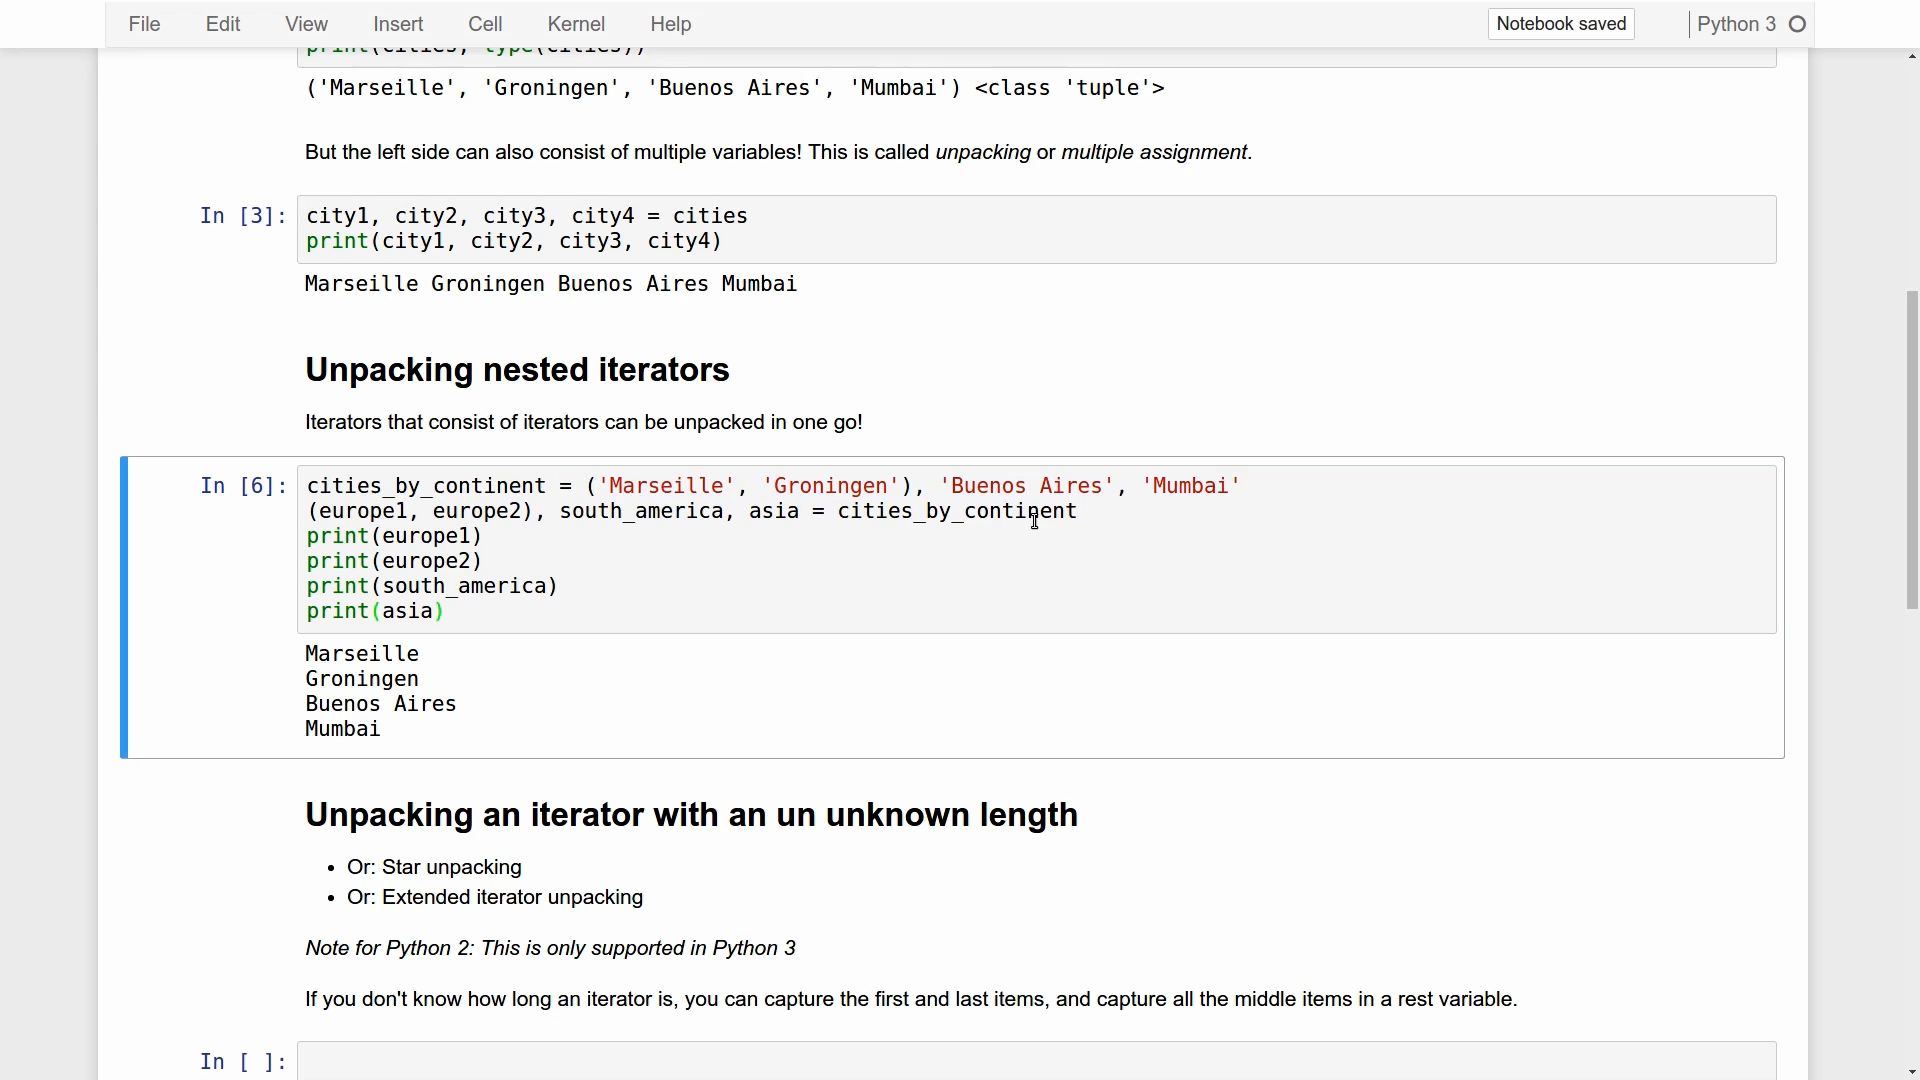 File Edit View Insert Cell Kernel Help Notebook saved Python 3
print(cities, type(cities))
('Marseille', 'Groningen', 'Buenos Aires', 'Mumbai') <class 'tuple'>
But the left side can also consist of multiple variables! This is called unpacking or multiple assignment.
In [3]: city1, city2, city3, city4 = cities
print(city1, city2, city3, city4)
Marseille Groningen Buenos Aires Mumbai
Unpacking nested iterators
Iterators that consist of iterators can be unpacked in one go!
In [6]: cities_by_continent = ('Marseille', 'Groningen'), 'Buenos Aires', 'Mumbai'
(europe1, europe2), south_america, asia = cities_by_continent
print(europe1)
print(europe2)
print(south_america)
print(asia)
Marseille
Groningen
Buenos Aires
Mumbai
Unpacking an iterator with an un unknown length
• Or: Star unpacking
• Or: Extended iterator unpacking
Note for Python 2: This is only supported in Python 3
If you don't know how long an iterator is, you can capture the first and last items, and capture all the middle items in a rest variable.
In [ ]: